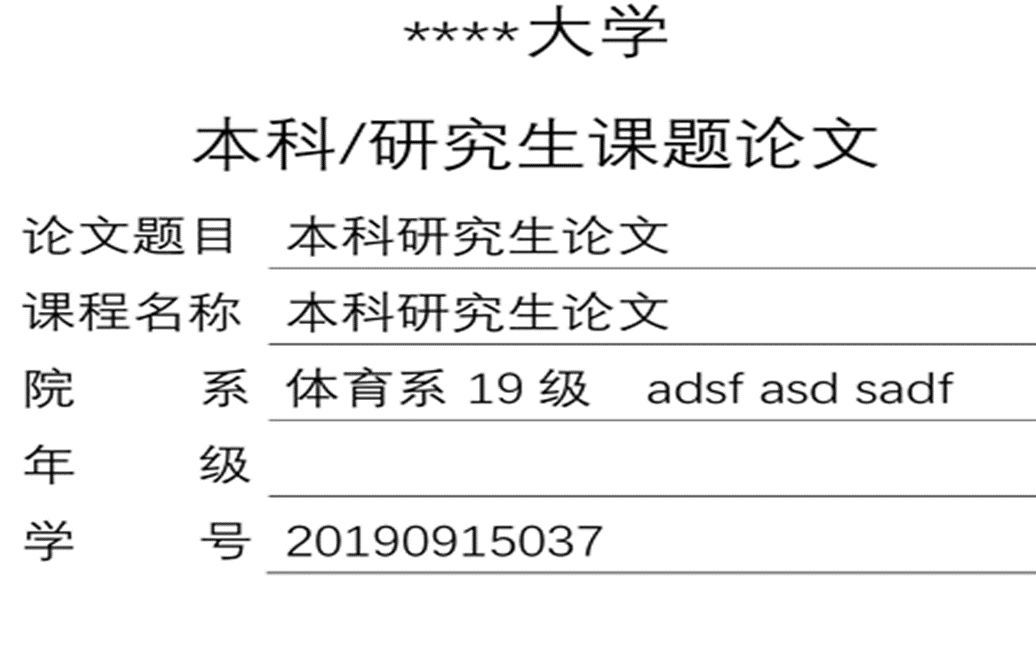 ****大学
本科/研究生课题论文
论文题目 本科研究生论文
课程名称 本科研究生论文
院 系 体育系 19 级 adsf asd sadf
年 级
学 号 20190915037